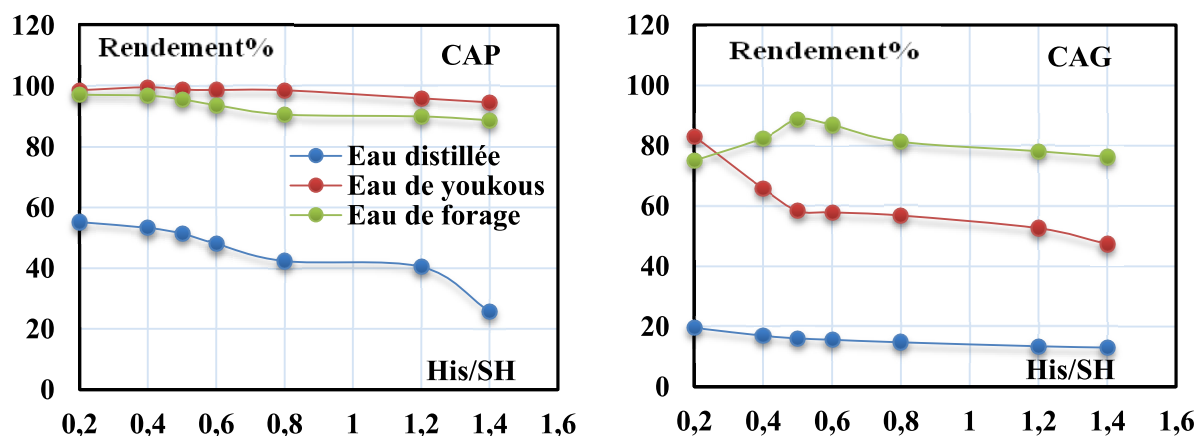 120
100
80
60
40
20
0
Rendement%
CAP
Eau distillée
Eau de youkous
Eau de forage
His/SH
0,2 0,4 0,6 0,8 1 1,2 1,4 1,6
120
100
80
60
40
20
0
Rendement%
CAG
His/SH
0,2 0,4 0,6 0,8 1 1,2 1,4 1,6